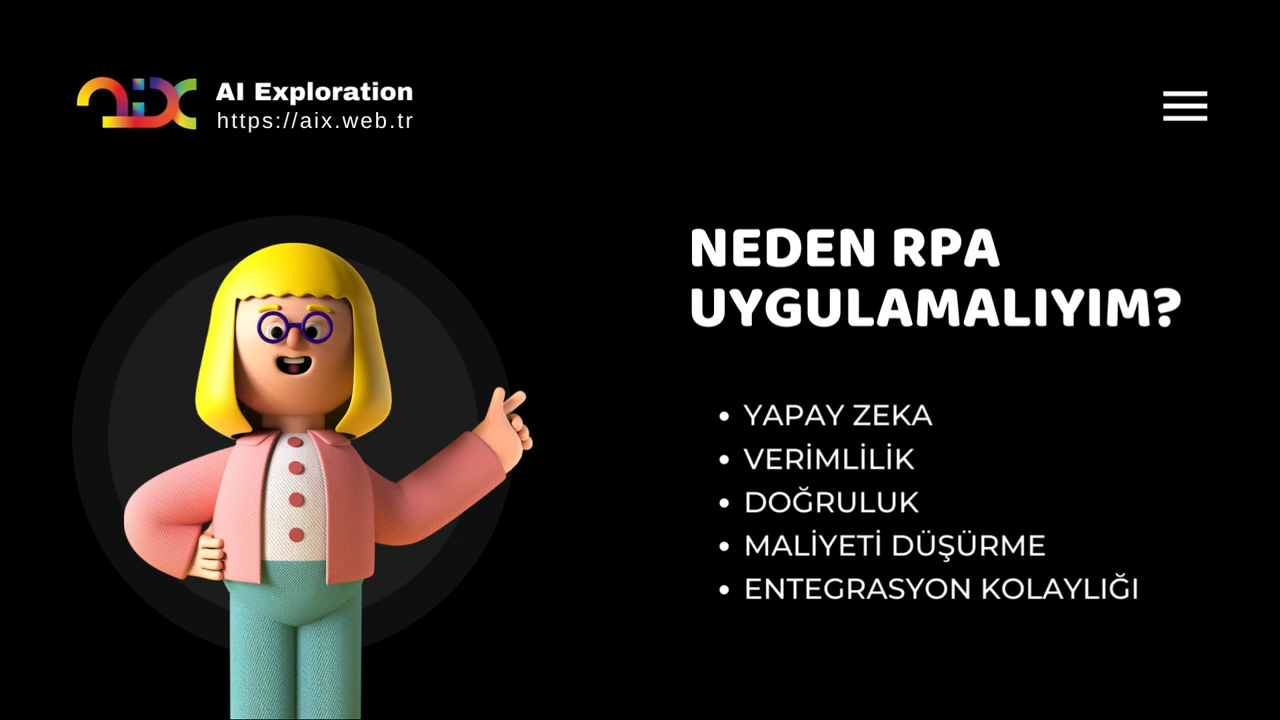 aix
AI Exploration
https://aix.web.tr
NEDEN RPA
UYGULAMALIYIM?
• YAPAY ZEKA
• VERİMLİLİK
• DOĞRULUK
• MALİYETİ DÜŞÜRME
• ENTEGRASYON KOLAYLIĞI